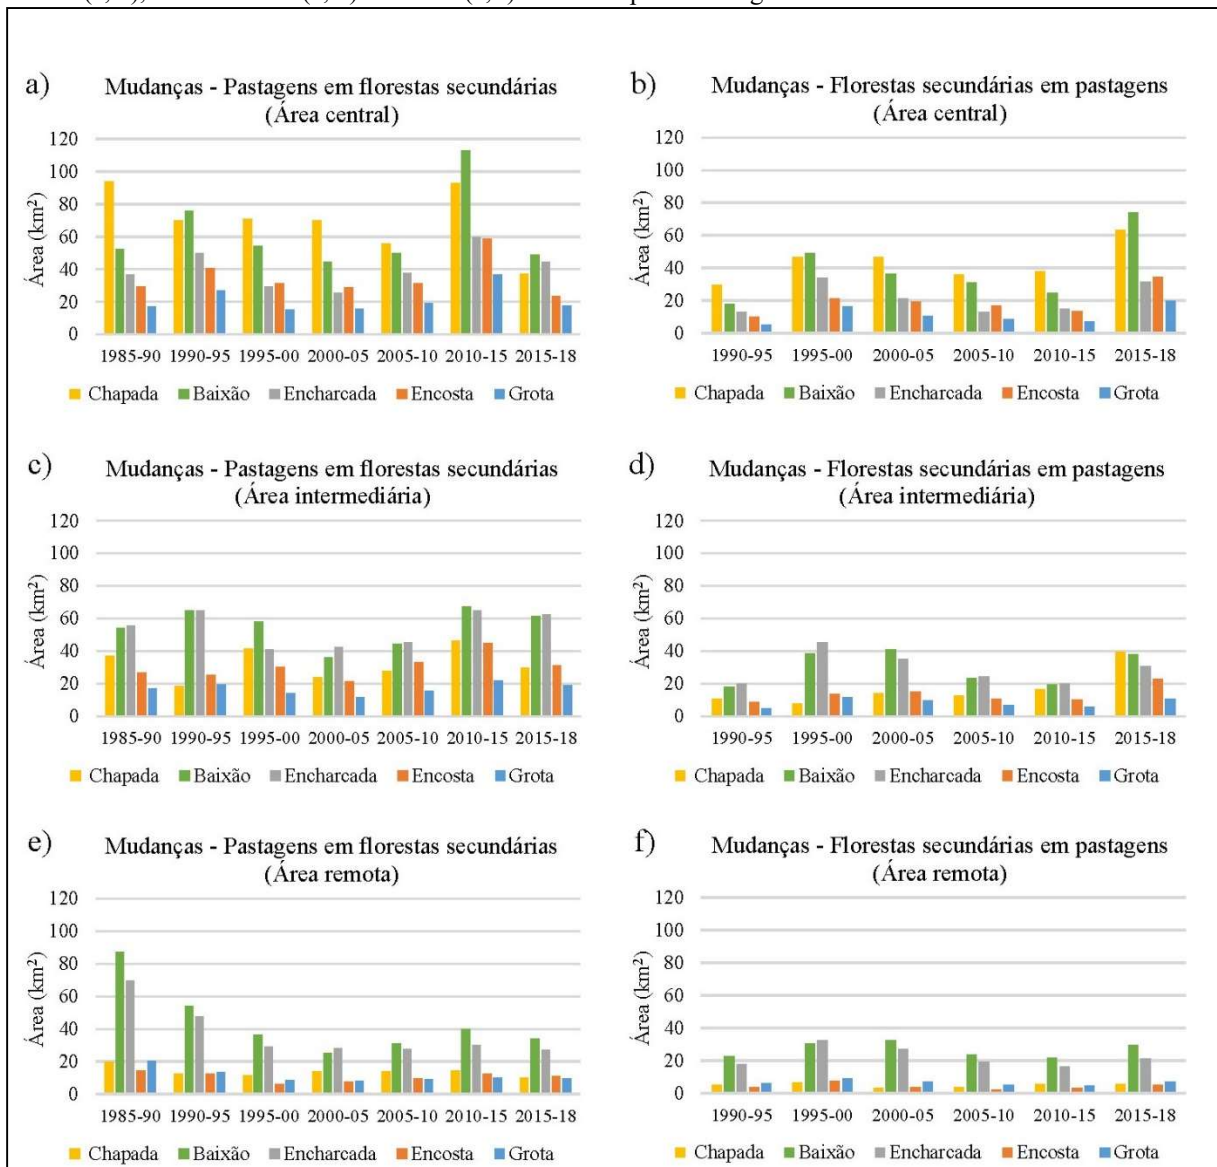 a)
Mudanças - Pastagens em florestas secundárias
(Área central)
Área (km²)
120
100
80
60
40
20
0
1985-90 1990-95 1995-00 2000-05 2005-10 2010-15 2015-18
Chapada Baixão Encharcada Encosta Grota
b)
Mudanças - Florestas secundárias em pastagens
(Área central)
Área (km²)
120
100
80
60
40
20
0
1990-95 1995-00 2000-05 2005-10 2010-15 2015-18
Chapada Baixão Encharcada Encosta Grota
c)
Mudanças - Pastagens em florestas secundárias
(Área intermediária)
Área (km²)
120
100
80
60
40
20
0
1985-90 1990-95 1995-00 2000-05 2005-10 2010-15 2015-18
Chapada Baixão Encharcada Encosta Grota
d)
Mudanças - Florestas secundárias em pastagens
(Área intermediária)
Área (km²)
120
100
80
60
40
20
0
1990-95 1995-00 2000-05 2005-10 2010-15 2015-18
Chapada Baixão Encharcada Encosta Grota
e)
Mudanças - Pastagens em florestas secundárias
(Área remota)
Área (km²)
120
100
80
60
40
20
0
1985-90 1990-95 1995-00 2000-05 2005-10 2010-15 2015-18
Chapada Baixão Encharcada Encosta Grota
f)
Mudanças - Florestas secundárias em pastagens
(Área remota)
Área (km²)
120
100
80
60
40
20
0
1990-95 1995-00 2000-05 2005-10 2010-15 2015-18
Chapada Baixão Encharcada Encosta Grota